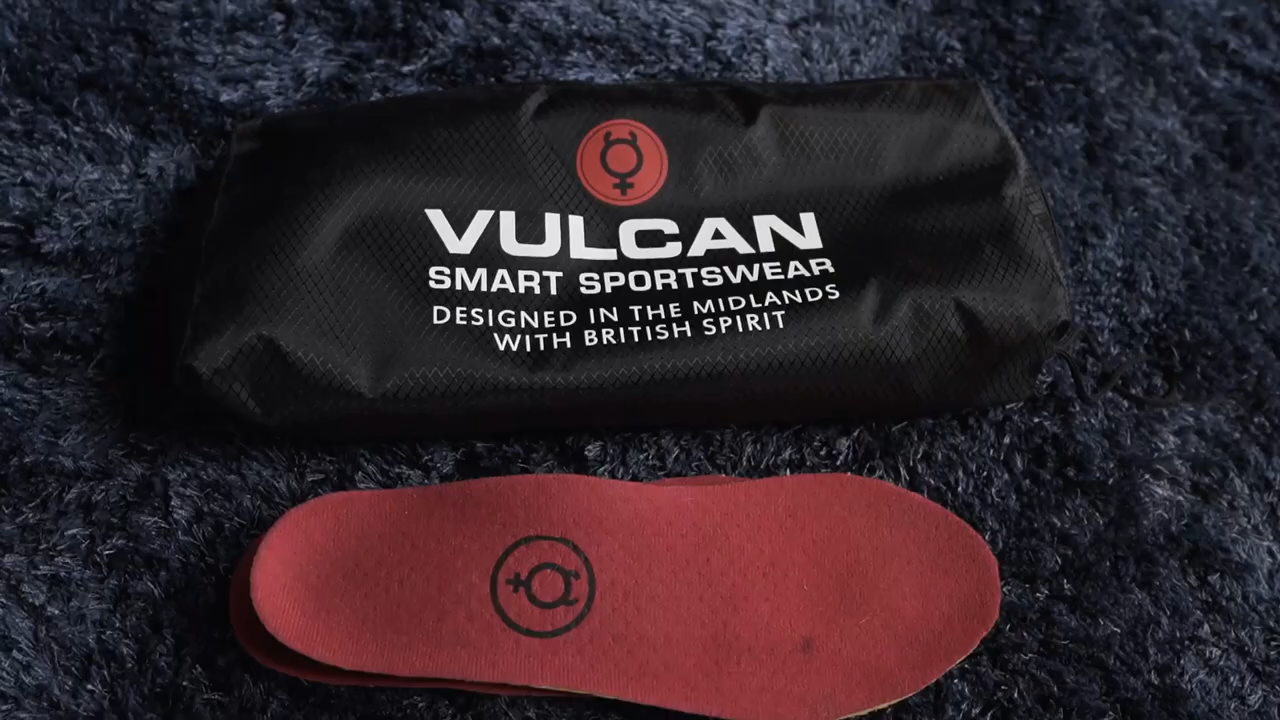 VULCAN
SMART SPORTSWEAR
DESIGNED IN THE MIDLANDS
WITH BRITISH SPIRIT